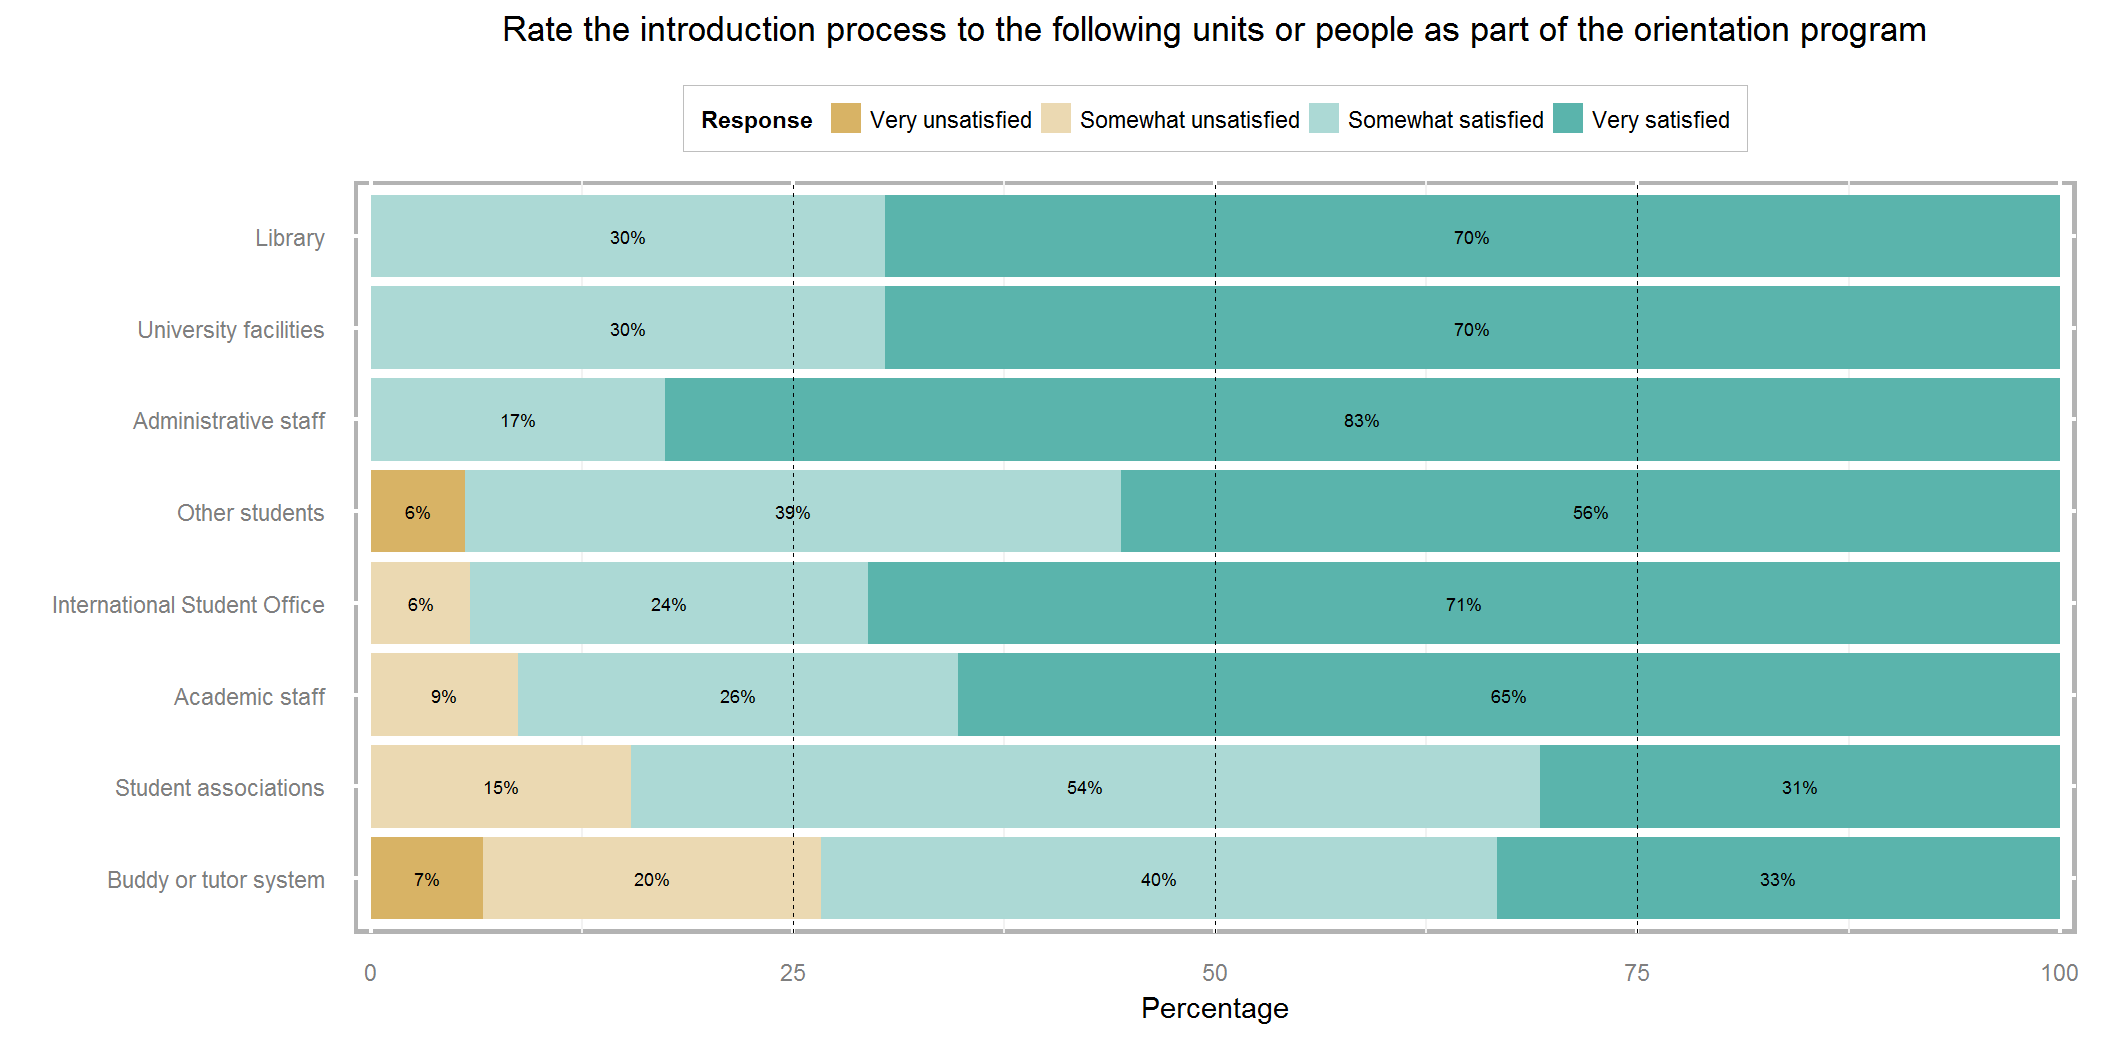 Rate the introduction process to the following units or people as part of the orientation program
Response Very unsatisfied Somewhat unsatisfied Somewhat satisfied Very satisfied
Library 30% 70%
University facilities 30% 70%
Administrative staff 17% 83%
Other students 6% 39% 56%
International Student Office 6% 24% 71%
Academic staff 9% 26% 65%
Student associations 15% 54% 31%
Buddy or tutor system 7% 20% 40% 33%
0 25 50 75 100
Percentage